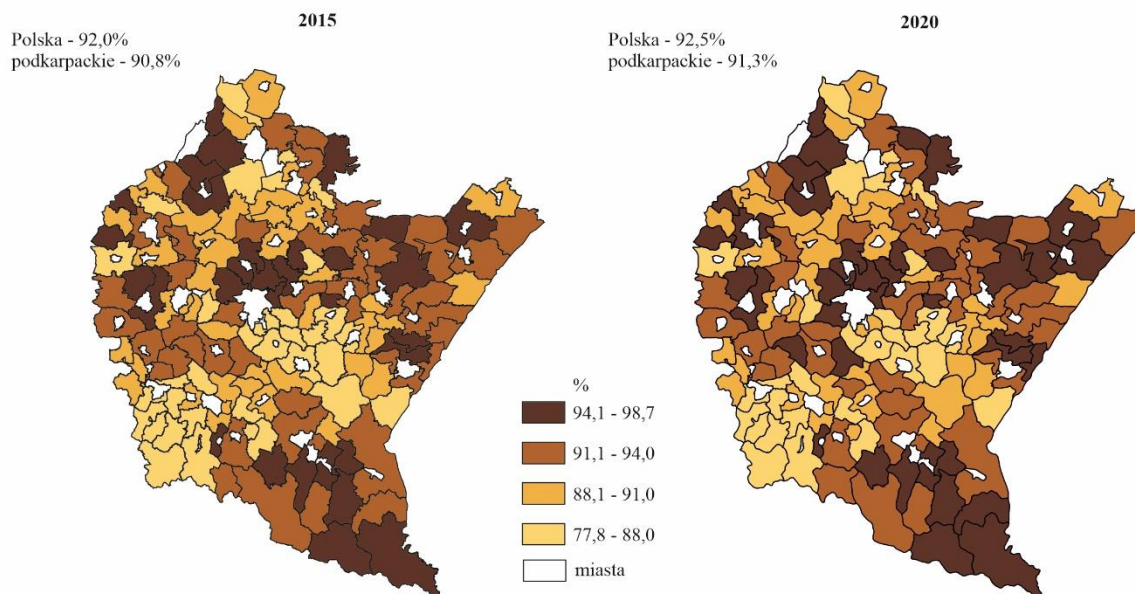 2015
Polska - 92,0%
podkarpackie - 90,8%
2020
Polska - 92,5%
podkarpackie - 91,3%
%
94,1 - 98,7
91,1 - 94,0
88,1 - 91,0
77,8 - 88,0
miasta